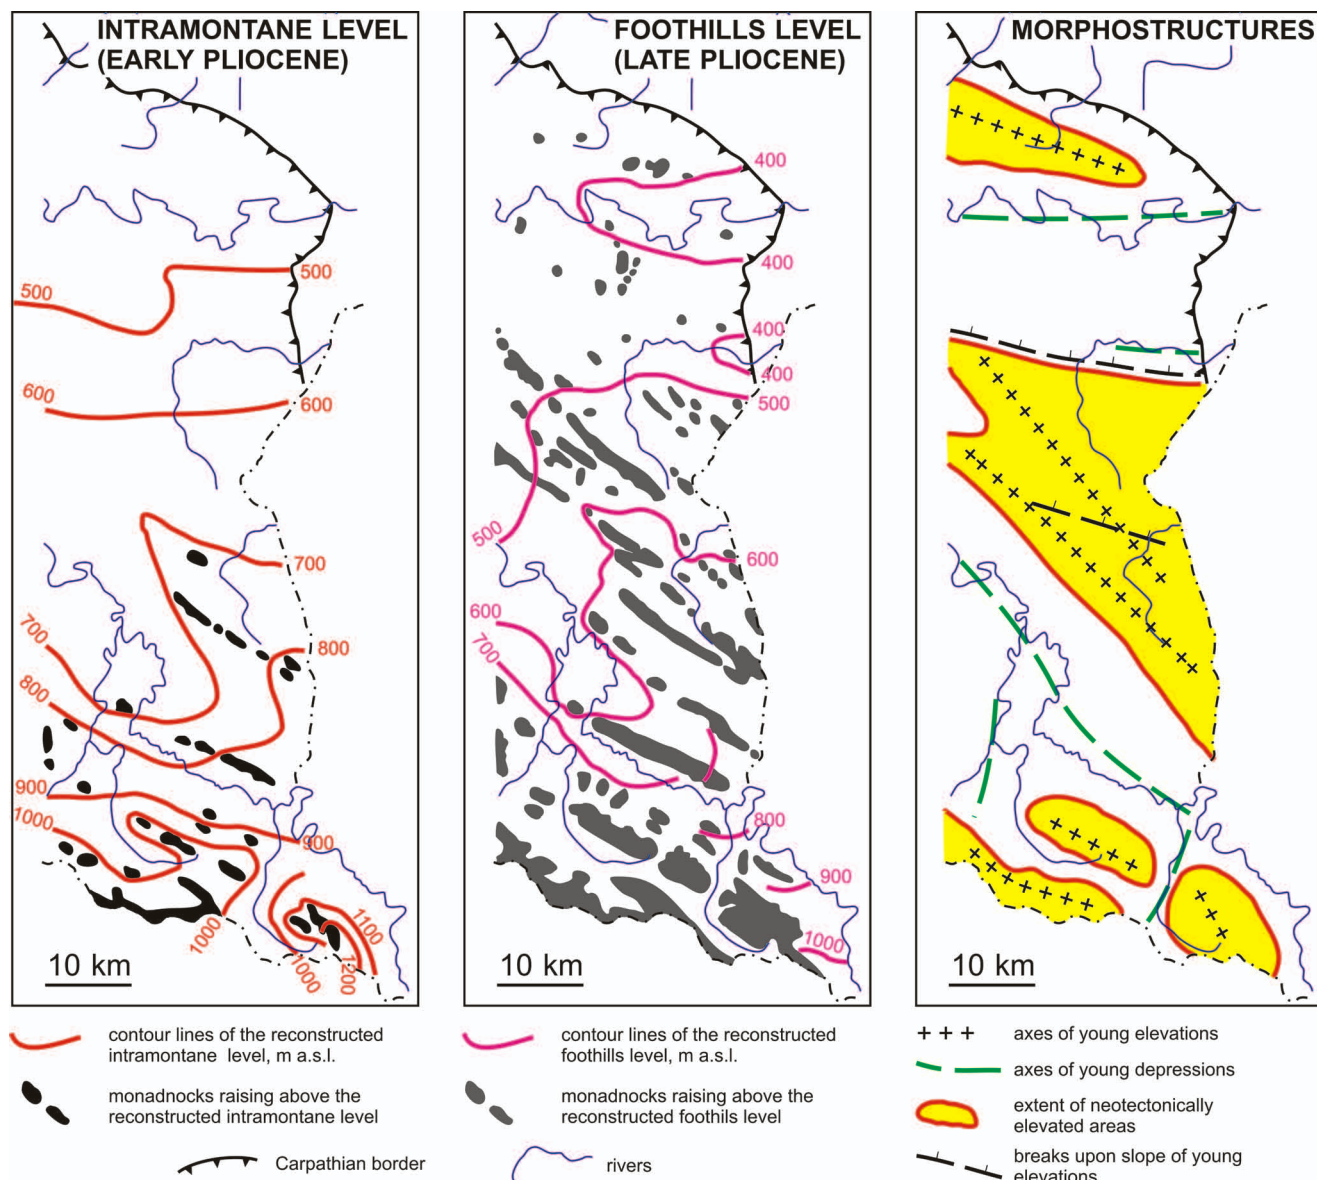 INTRAMONTANE LEVEL
(EARLY PLIOCENE)
500
500
600
600
700
700
800
800
900
900
1000
1000
1000
1100
1200
10 km
FOOTHILLS LEVEL
(LATE PLIOCENE)
400
400
400
400
500
500
600
600
700
800
900
1000
10 km
MORPHOSTRUCTURES
10 km
contour lines of the reconstructed
intramontane level, m a.s.l.
monadnocks raising above the
reconstructed intramontane level
Carpathian border
contour lines of the reconstructed
foothills level, m a.s.l.
monadnocks raising above the
reconstructed foothils level
rivers
axes of young elevations
axes of young depressions
extent of neotectonically
elevated areas
breaks upon slope of young
elevations